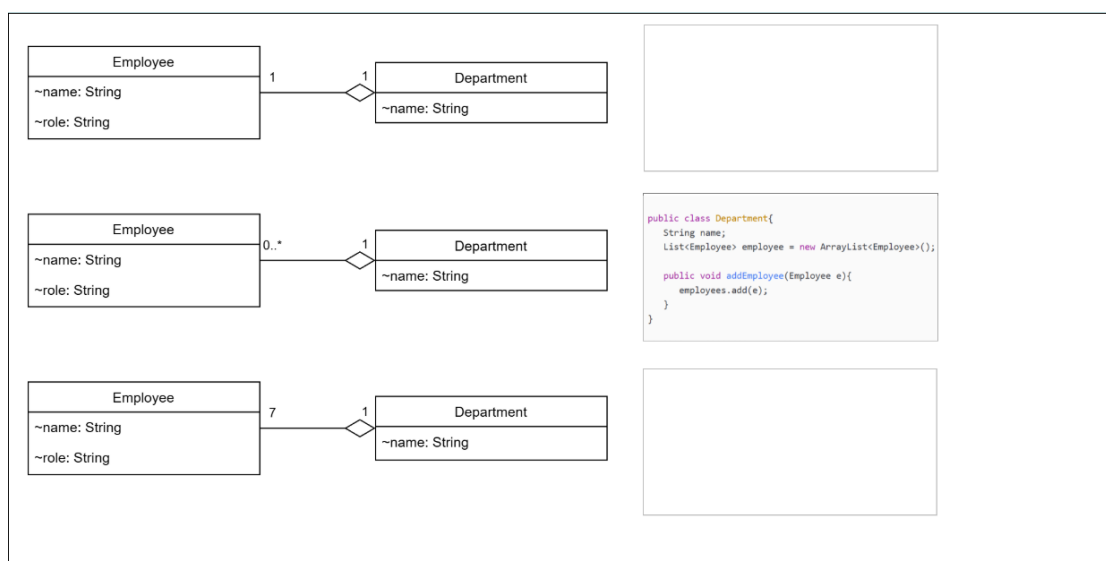 Employee
~name: String
~role: String
1
1
Department
~name: String
Employee
~name: String
~role: String
0..*
1
Department
~name: String
public class Department{
String name;
List<Employee> employee = new ArrayList<Employee>();
public void addEmployee(Employee e){
employees.add(e);
}
}
Employee
~name: String
~role: String
7
1
Department
~name: String